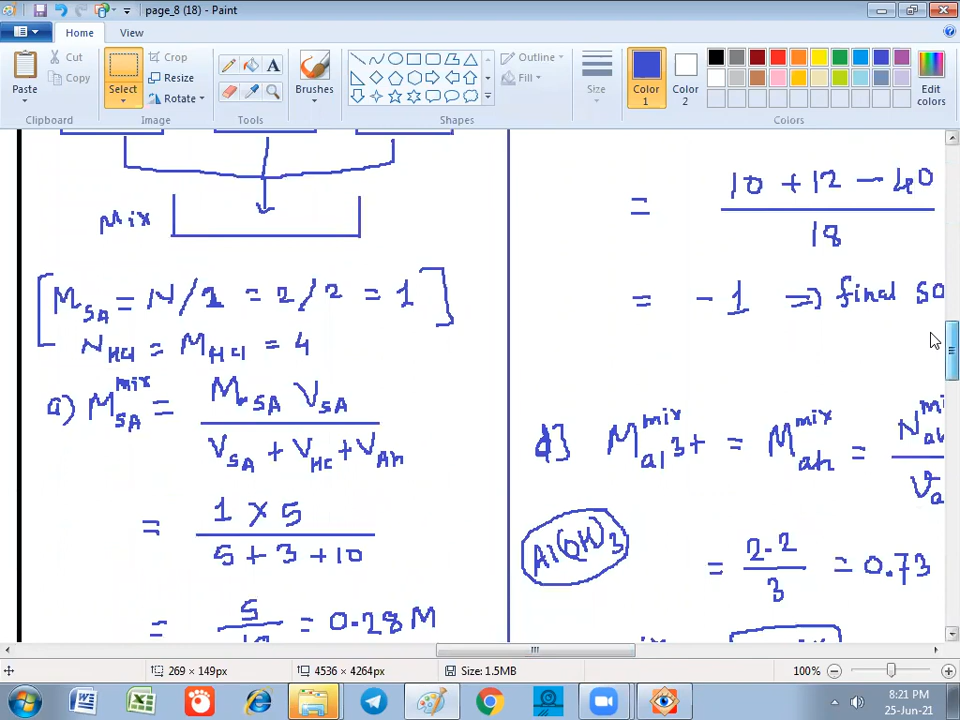 page_8 (18) - Paint
Home
View
Paste
Cut
Copy
Clipboard
Select
Crop
Resize
Rotate
Image
Tools
Brushes
Shapes
Outline
Fill
Size
Color 1
Color 2
Edit colors
Colors
Mix
[M_SA = N/2 = 2/2 = 1]
N_HCl = M_HCl = 4
a) M_SA^mix = M_SA V_SA / V_SA + V_HC + V_Ah
= 1 × 5 / 5 + 3 + 10
= 5 / = 0.28 M
= 10 + 12 - 40 / 18
= - 1 ⇒ final so
d] M_al3+^mix = M_ah^mix =
Al(OH)3
= 2.2 / 3 = 0.73
269 × 149px
4536 × 4264px
Size: 1.5MB
100%
8:21 PM
25-Jun-21